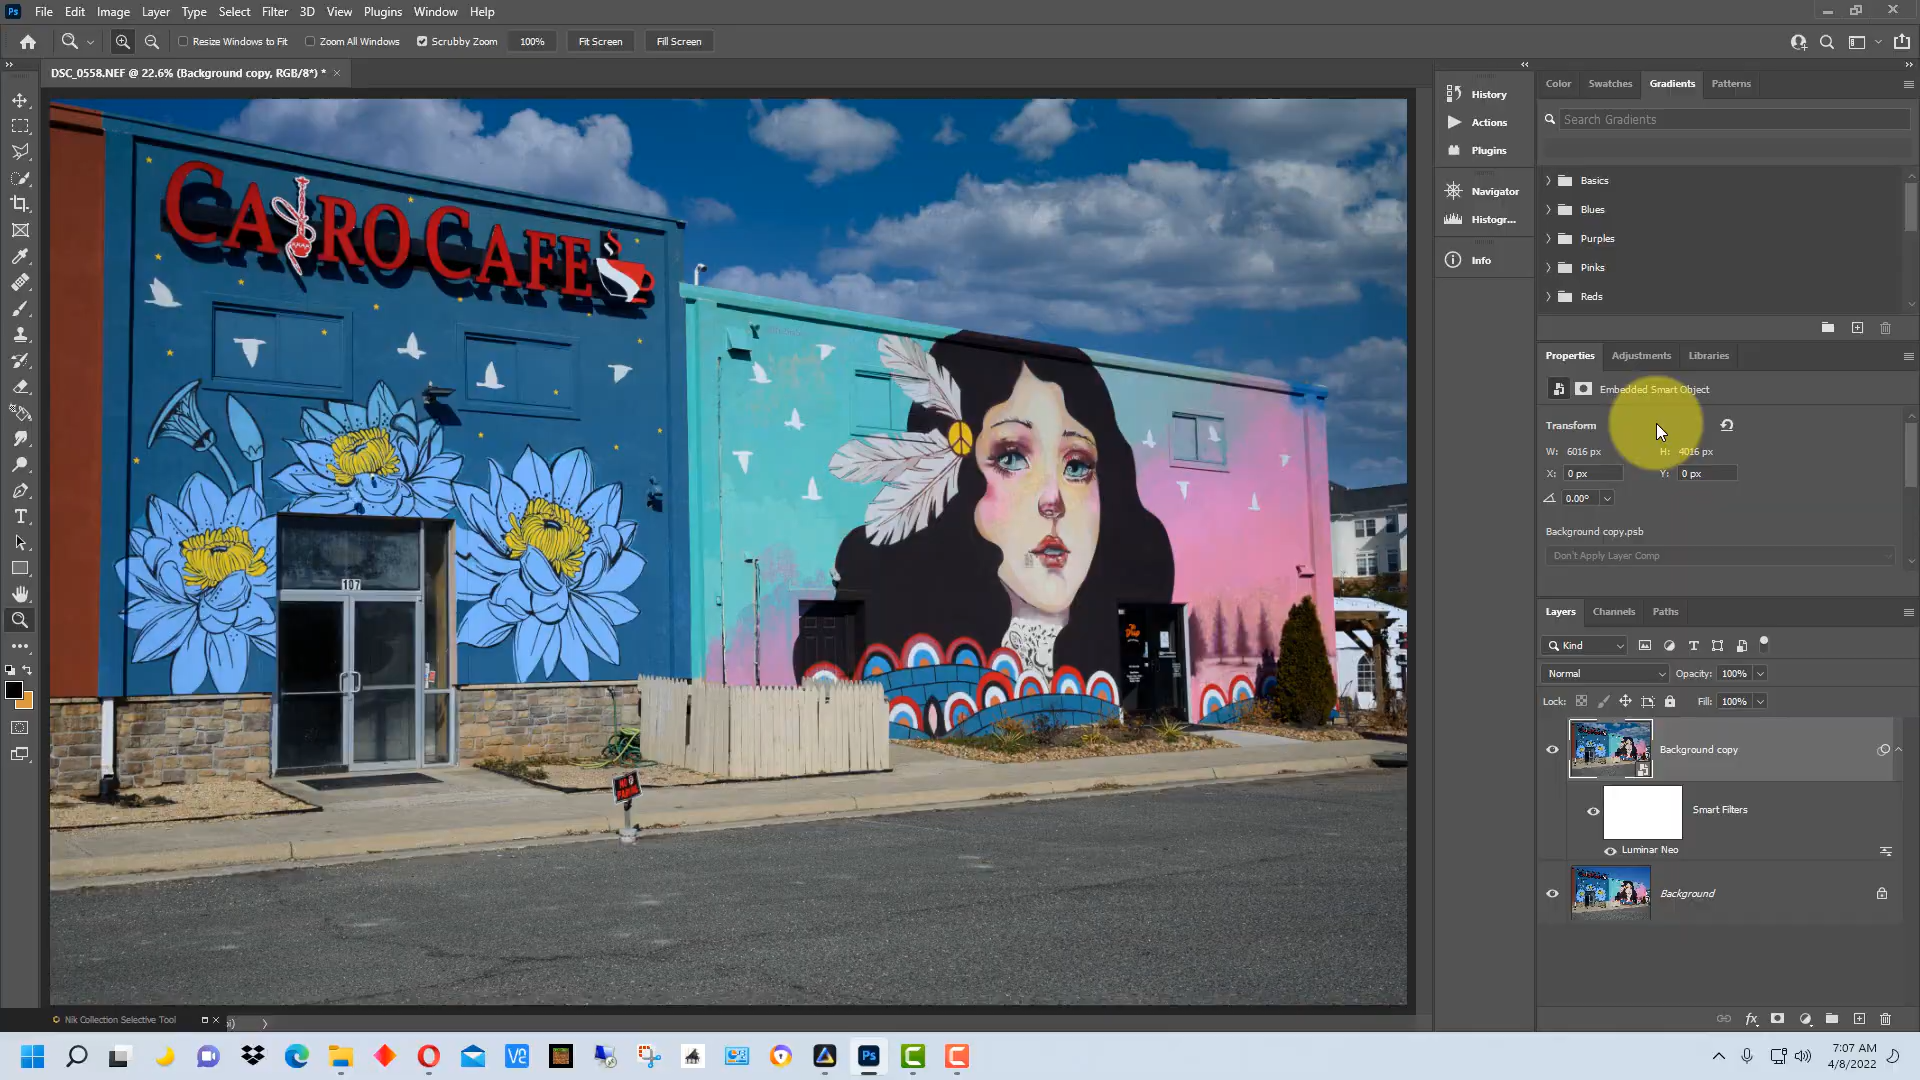 Ps File Edit Image Layer Type Select Filter 3D View Plugins Window Help
Resize Windows to Fit Zoom All Windows Scrubby Zoom 100% Fit Screen Fill Screen
DSC_0558.NEF @ 22.6% (Background copy, RGB/8*) * ×
CAIRO CAFE
107
NO
History
Actions
Plugins
Navigator
Histogr...
Info
Color Swatches Gradients Patterns
Search Gradients
Basics
Blues
Purples
Pinks
Reds
Properties Adjustments Libraries
Embedded Smart Object
Transform
W: 6016 px H: 4016 px
X: 0 px Y: 0 px
0.00°
Background copy.psb
Don't Apply Layer Comp
Layers Channels Paths
Kind
Normal Opacity: 100%
Lock: Fill: 100%
Background copy
Smart Filters
Luminar Neo
Background
fx
Nik Collection Selective Tool
7:07 AM
4/8/2022